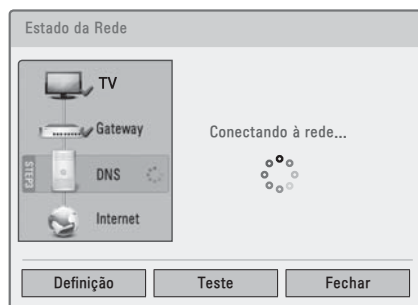 Estado da Rede
TV
Gateway
STEP3
DNS
Internet
Conectando à rede...
Definição
Teste
Fechar